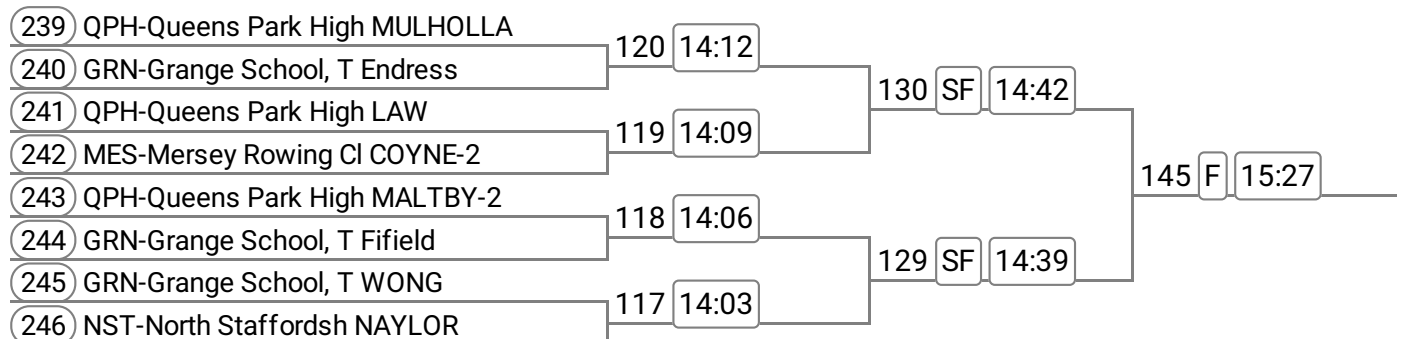 239 QPH-Queens Park High MULHOLLA
120 14:12
240 GRN-Grange School, T Endress
130 SF 14:42
241 QPH-Queens Park High LAW
119 14:09
242 MES-Mersey Rowing Cl COYNE-2
145 F 15:27
243 QPH-Queens Park High MALTBY-2
118 14:06
244 GRN-Grange School, T Fifield
129 SF 14:39
245 GRN-Grange School, T WONG
117 14:03
246 NST-North Staffordsh NAYLOR